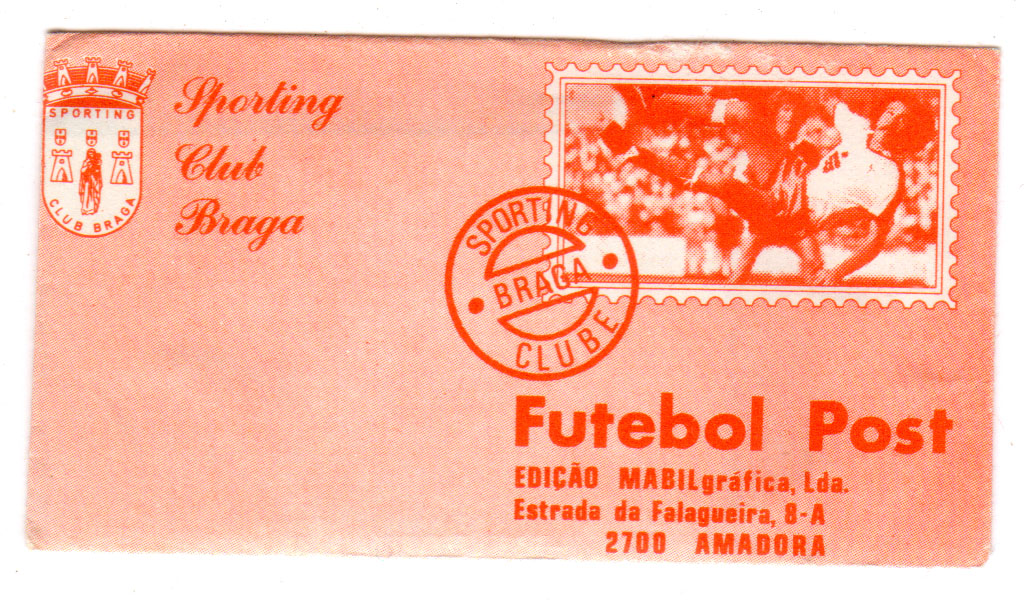 SPORTING
CLUB BRAGA
Sporting
Club
Braga
SPORTING
BRAGA
CLUBE
Futebol Post
EDIÇÃO MABILgráfica, Lda.
Estrada da Falagueira, 8-A
2700 AMADORA